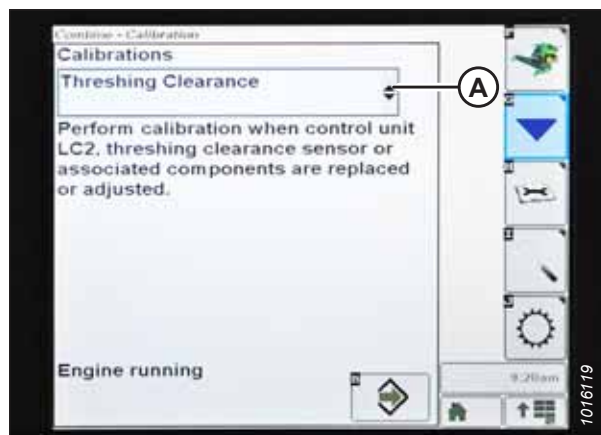 Combine - Calibration
Calibrations
Threshing Clearance
A
Perform calibration when control unit
LC2, threshing clearance sensor or
associated components are replaced
or adjusted.
Engine running
9:20am
1016119